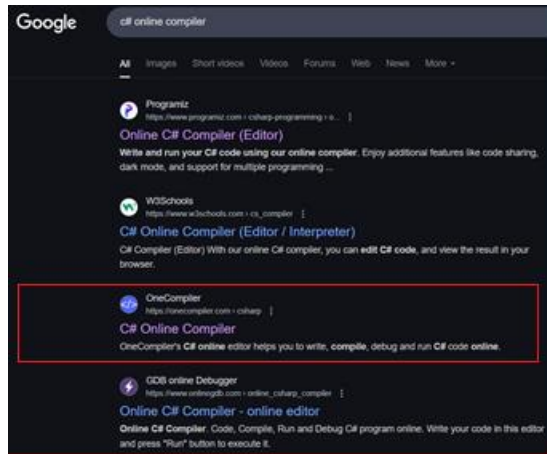 Google
c# online compiler
All Images Short videos Videos Forums Web News More
Programiz
https://www.programiz.com › csharp-programming › o...
Online C# Compiler (Editor)
Write and run your C# code using our online compiler. Enjoy additional features like code sharing,
dark mode, and support for multiple programming ...
W3Schools
https://www.w3schools.com › cs_compiler
C# Online Compiler (Editor / Interpreter)
C# Compiler (Editor) With our online C# compiler, you can edit C# code, and view the result in your
browser.
OneCompiler
https://onecompiler.com › csharp
C# Online Compiler
OneCompiler's C# online editor helps you to write, compile, debug and run C# code online.
GDB online Debugger
https://www.onlinegdb.com › online_csharp_compiler
Online C# Compiler - online editor
Online C# Compiler. Code, Compile, Run and Debug C# program online. Write your code in this editor
and press "Run" button to execute it.